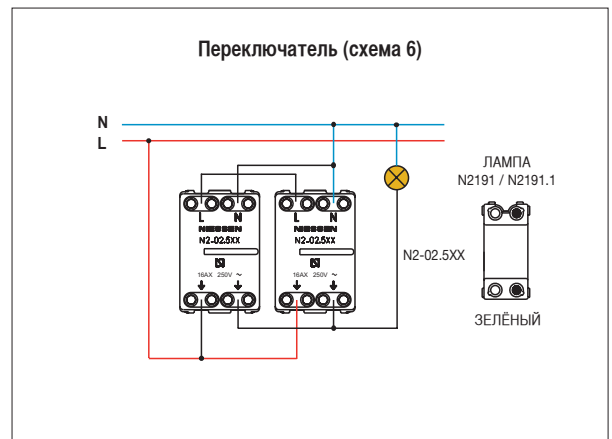 Переключатель (схема 6)
N
L
ЛАМПА
N2191 / N2191.1
L N
NIESSEN
N2-02.5XX
16AX 250V ~
L N
NIESSEN
N2-02.5XX
16AX 250V ~
N2-02.5XX
ЗЕЛЁНЫЙ